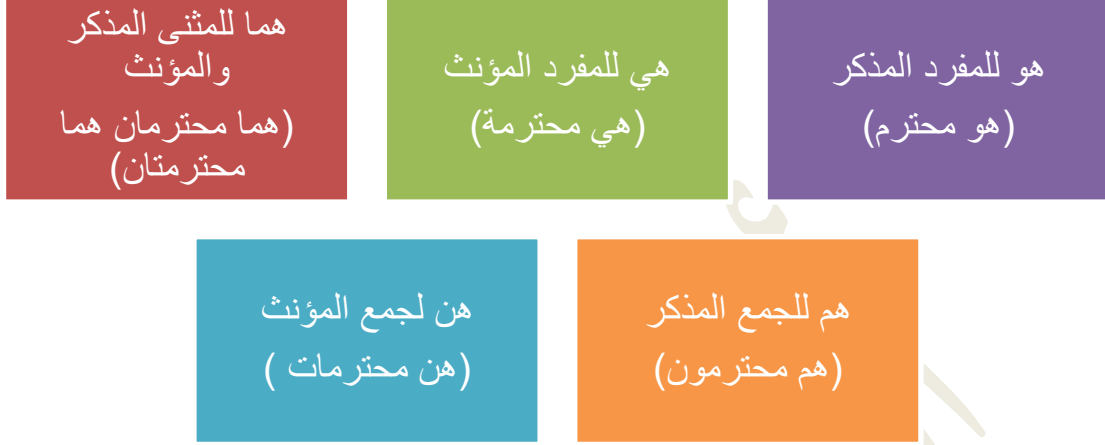 هو للمفرد المذكر
(هو محترم)
هي للمفرد المؤنث
(هي محترمة)
هما للمثنى المذكر
والمؤنث
(هما محترمان هما
محترمتان)
هم للجمع المذكر
(هم محترمون)
هن لجمع المؤنث
(هن محترمات )